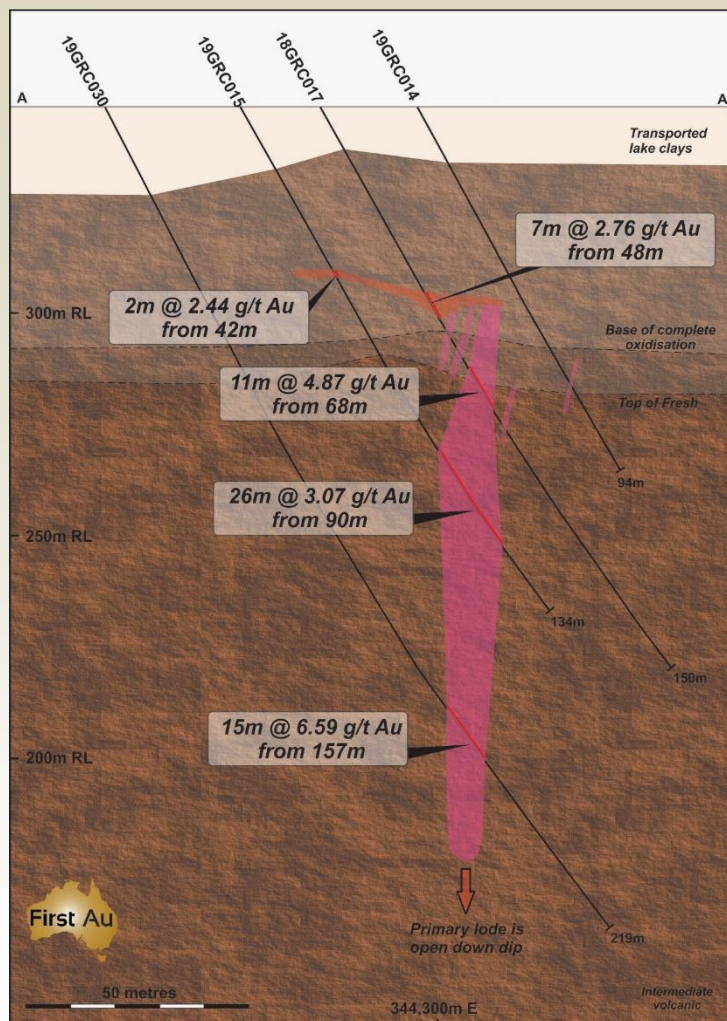 19GRC030
19GRC015
18GRC017
19GRC014
A
A
Transported
lake clays
7m @ 2.76 g/t Au
from 48m
2m @ 2.44 g/t Au
from 42m
300m RL
Base of complete
oxidisation
11m @ 4.87 g/t Au
from 68m
Top of Fresh
94m
26m @ 3.07 g/t Au
from 90m
250m RL
134m
150m
15m @ 6.59 g/t Au
from 157m
200m RL
First Au
Primary lode is
open down dip
219m
50 metres
344,300m E
Intermediate
volcanic